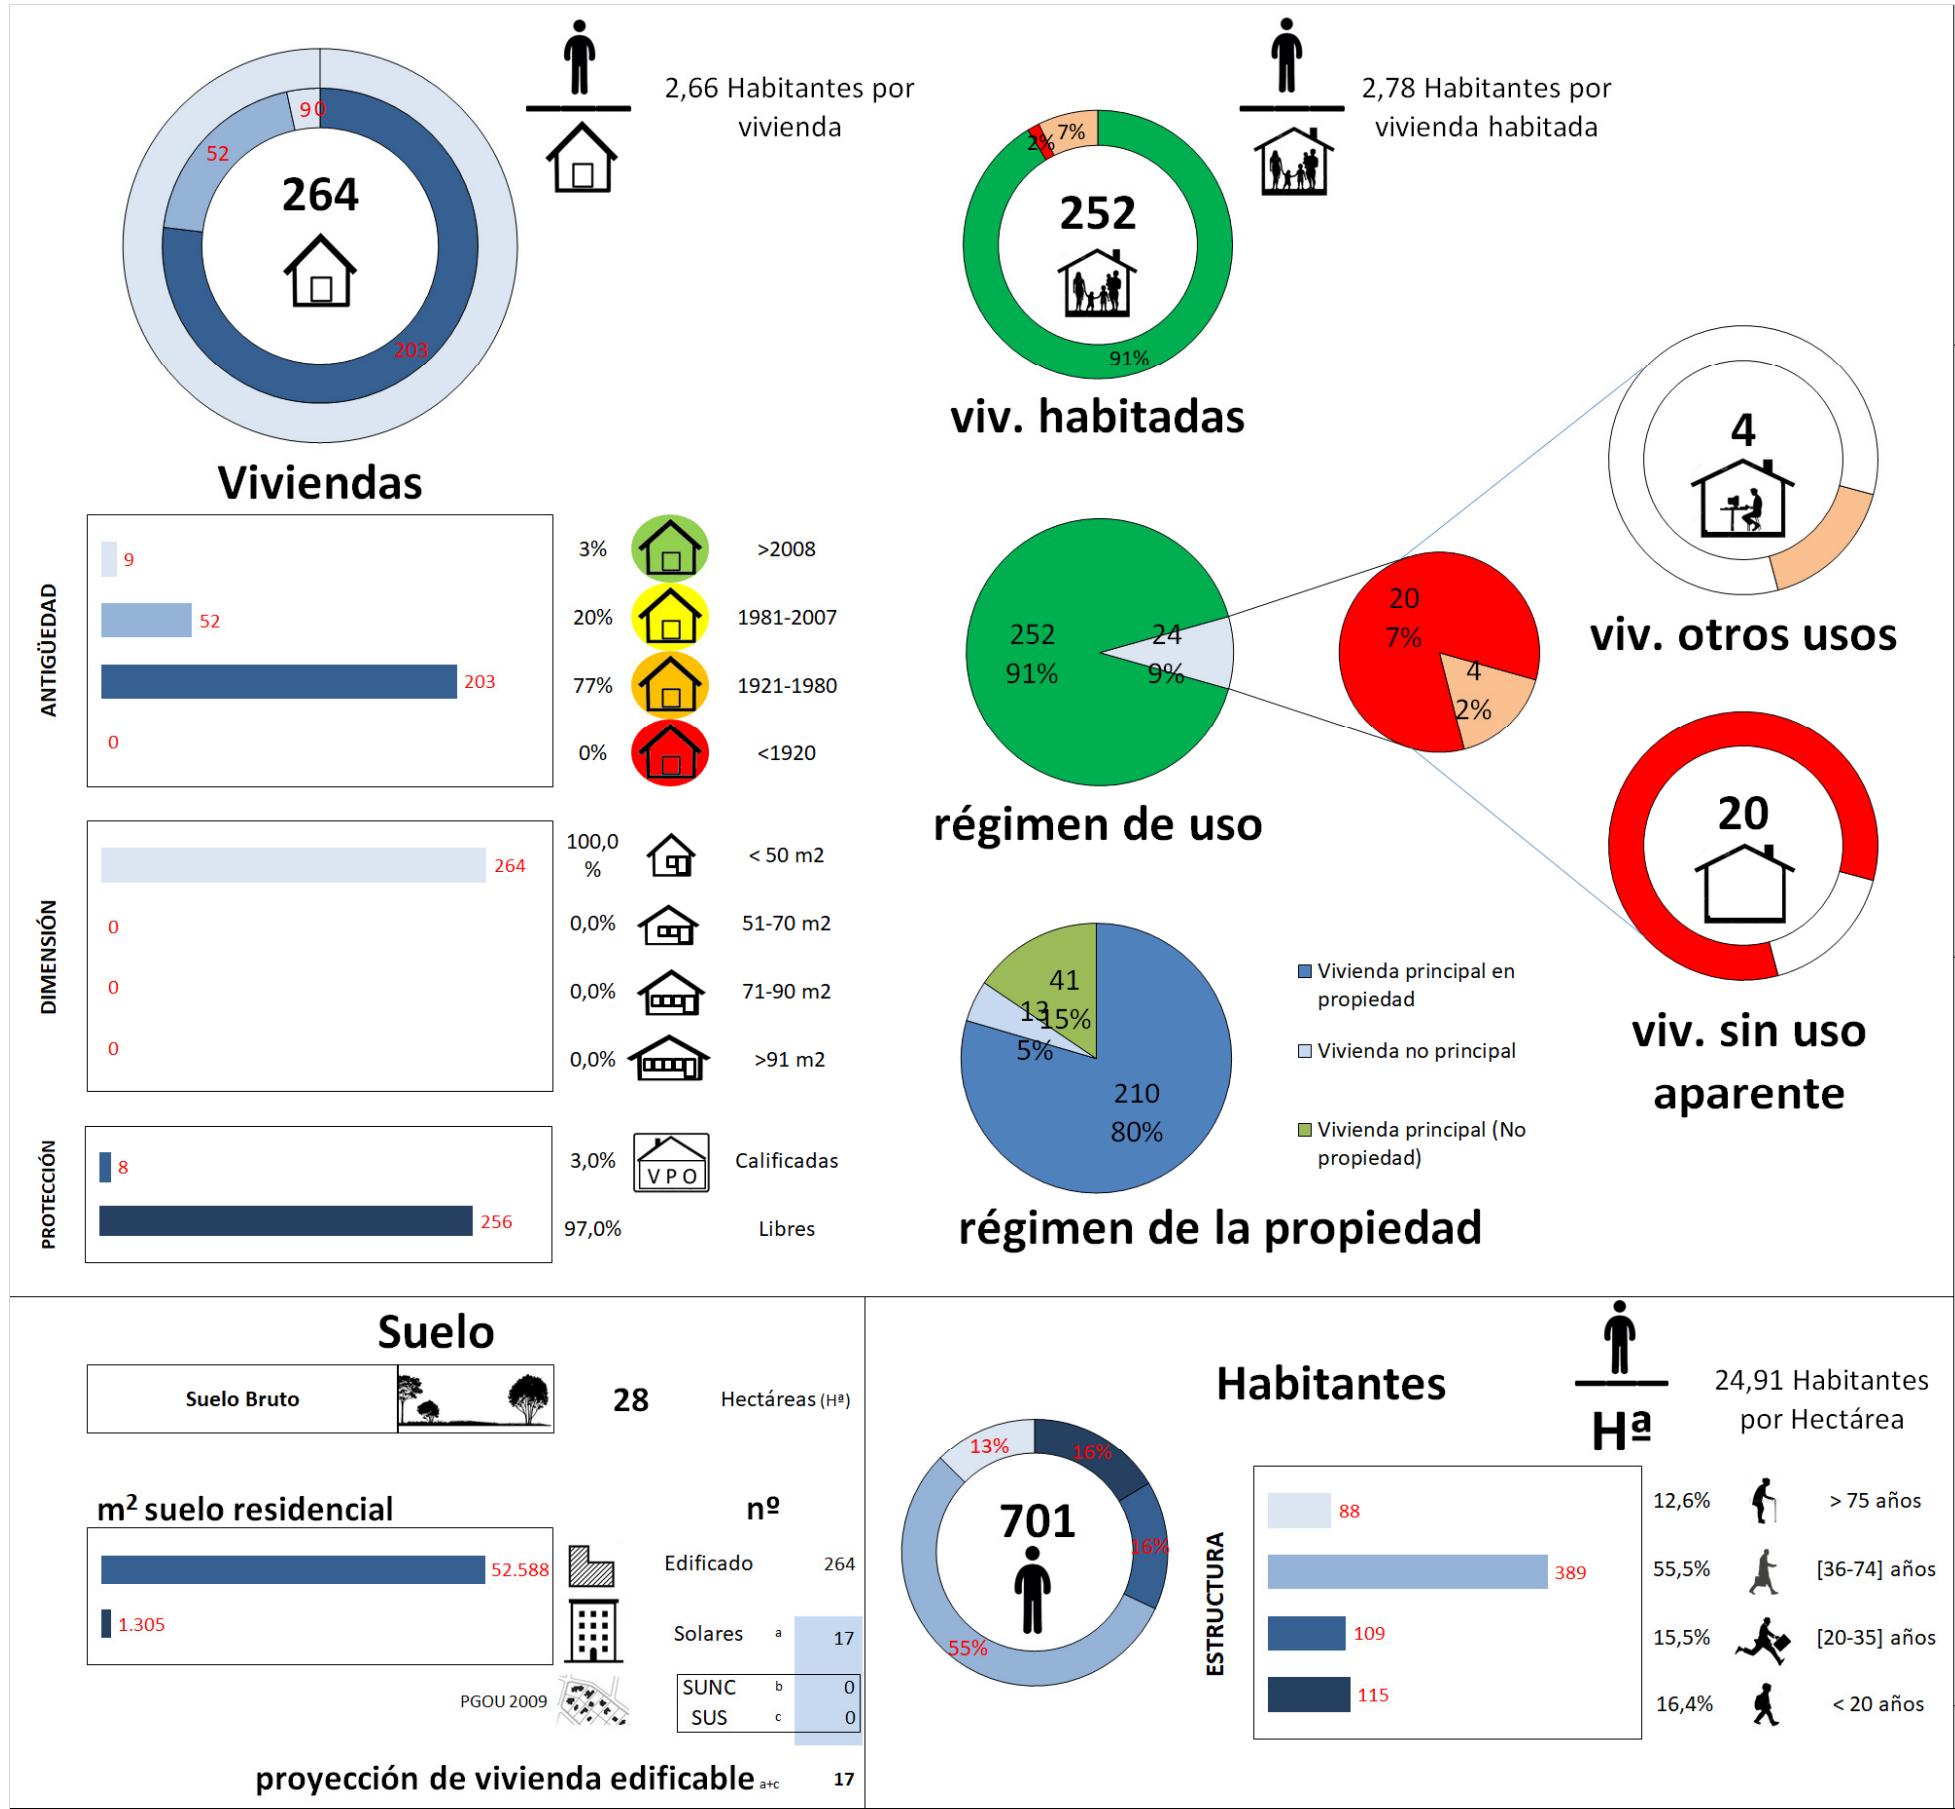 2,66 Habitantes por
vivienda
9 0
52
264
203
Viviendas
2,78 Habitantes por
vivienda habitada
7%
2%
252
91%
viv. habitadas
4
viv. otros usos
252
91%
24
9%
20
7%
4
2%
régimen de uso
20
viv. sin uso
aparente
ANTIGÜEDAD
9
3%
>2008
52
20%
1981-2007
203
77%
1921-1980
0
0%
<1920
DIMENSIÓN
264
100,0
%
< 50 m2
0
0,0%
51-70 m2
0
0,0%
71-90 m2
0
0,0%
>91 m2
PROTECCIÓN
8
3,0%
V P O
Calificadas
256
97,0%
Libres
41
15%
13
5%
210
80%
Vivienda principal en
propiedad
Vivienda no principal
Vivienda principal (No
propiedad)
régimen de la propiedad
Suelo
Suelo Bruto
28
Hectáreas (Hª)
m2 suelo residencial
nº
52.588
Edificado
264
1.305
Solares a
17
PGOU 2009
SUNC b 0
SUS c 0
proyección de vivienda edificable a+c 17
Habitantes
Hª
24,91 Habitantes
por Hectárea
13%
16%
701
16%
55%
ESTRUCTURA
88
12,6%
> 75 años
389
55,5%
[36-74] años
109
15,5%
[20-35] años
115
16,4%
< 20 años